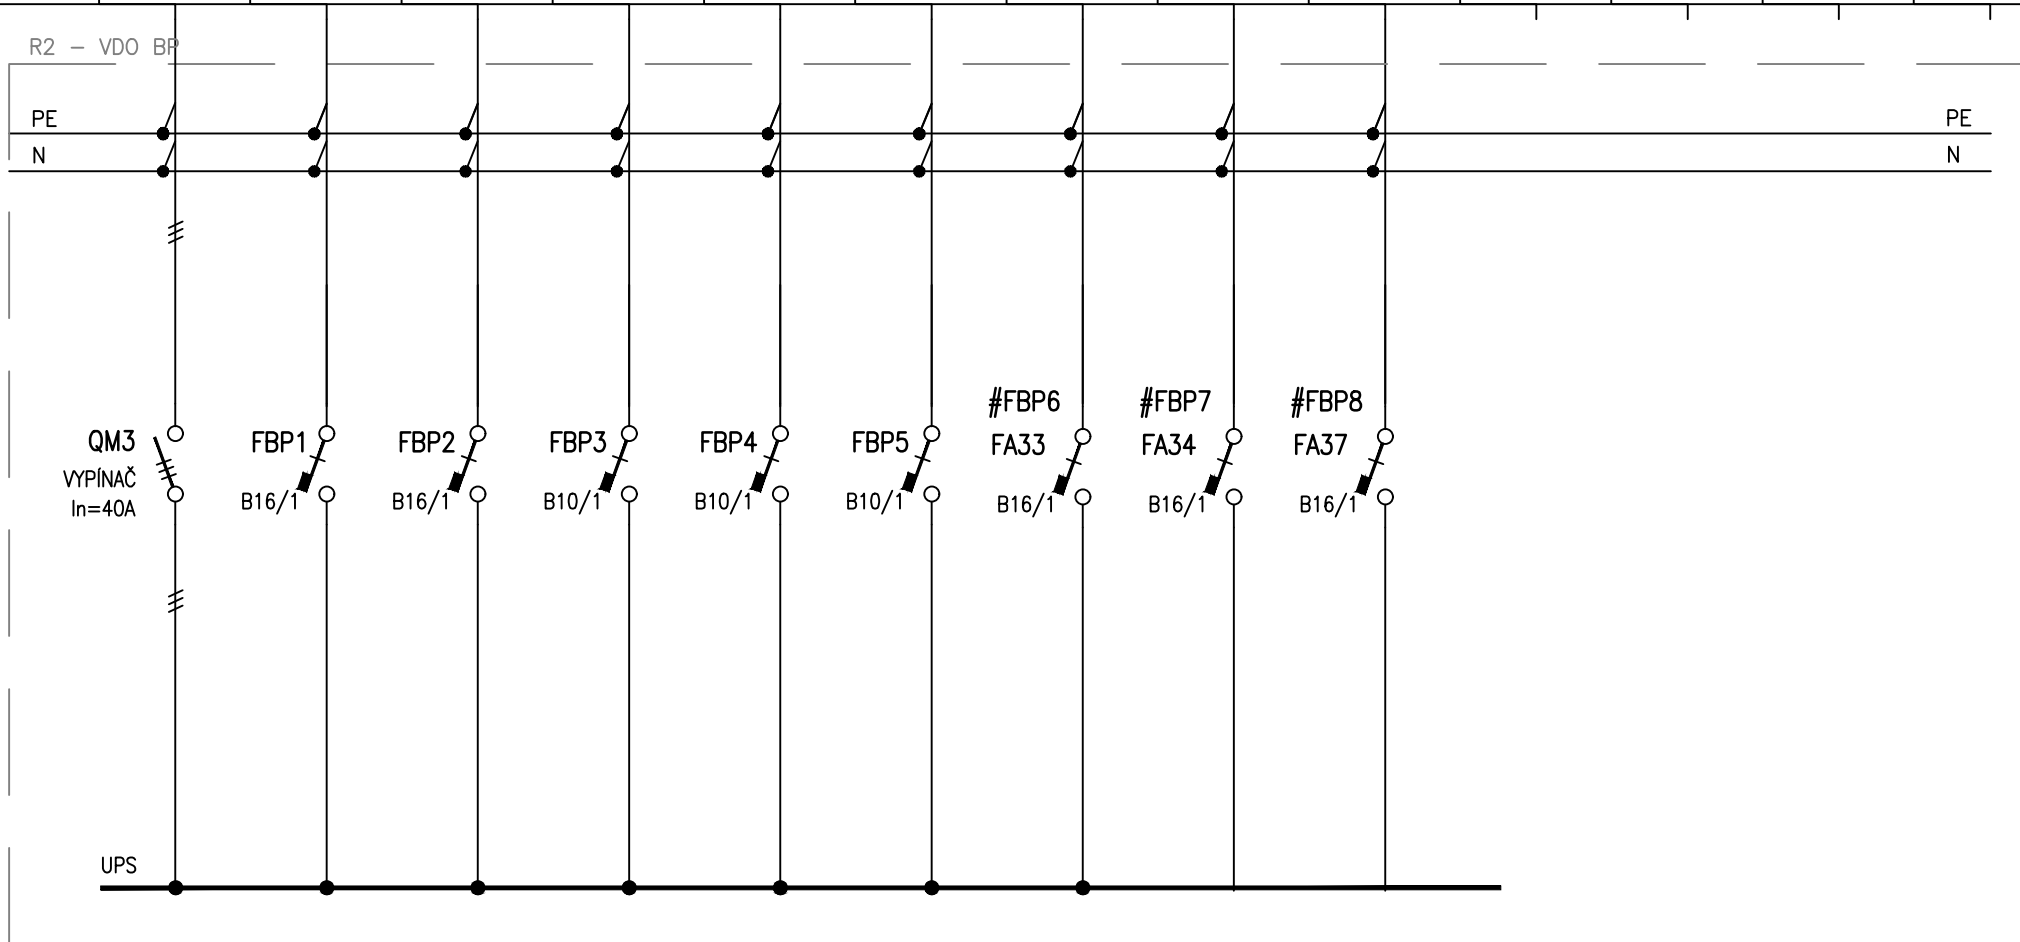 R2 – VDO BP
PE
PE
N
N
#FBP6
#FBP7
#FBP8
QM3
FBP1
FBP2
FBP3
FBP4
FBP5
FA33
FA34
FA37
VYPÍNAČ
In=40A
B16/1
B16/1
B10/1
B10/1
B10/1
B16/1
B16/1
B16/1
UPS